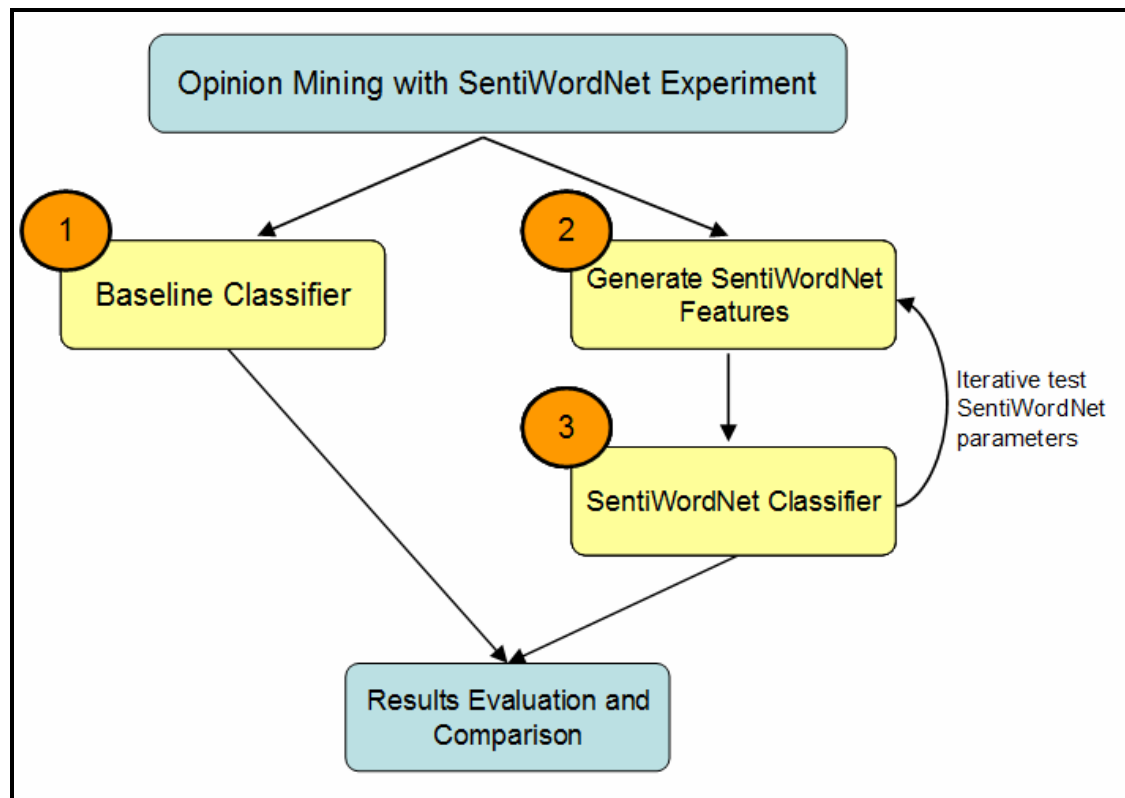 Opinion Mining with SentiWordNet Experiment
1
Baseline Classifier
2
Generate SentiWordNet
Features
Iterative test
SentiWordNet
parameters
3
SentiWordNet Classifier
Results Evaluation and
Comparison